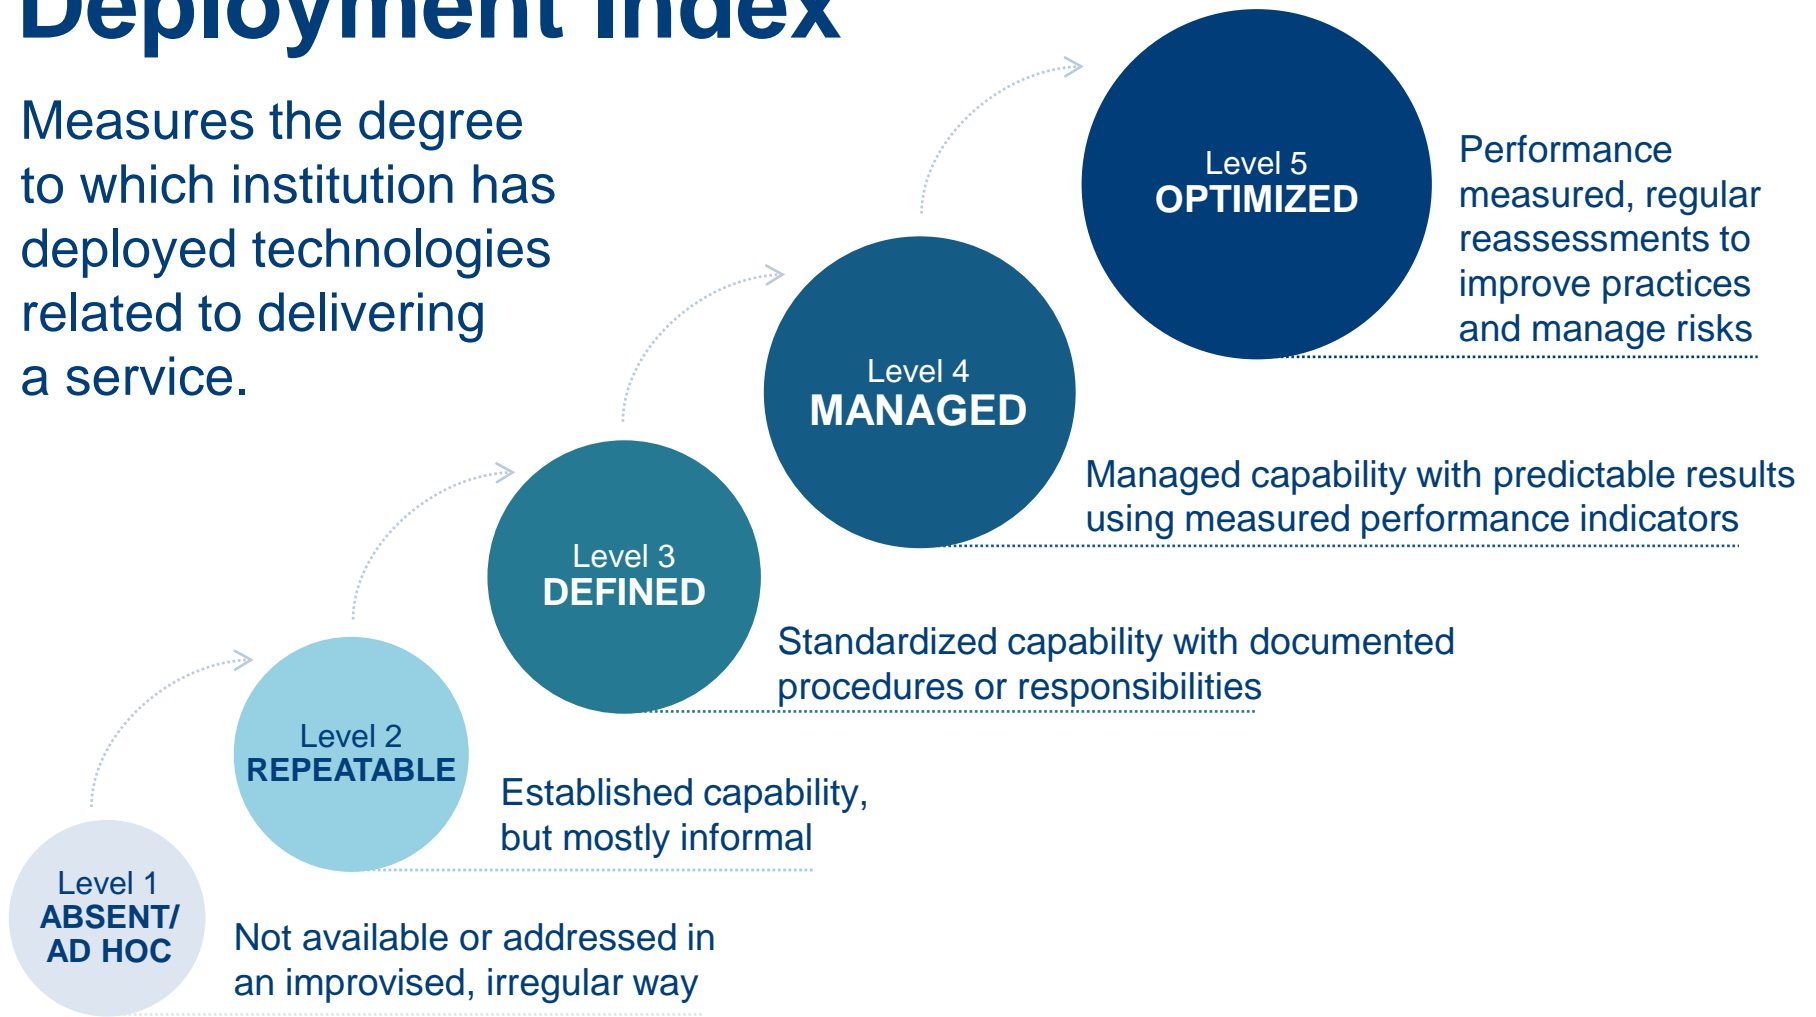 Deployment Index
Measures the degree
to which institution has
deployed technologies
related to delivering
a service.
Level 5
OPTIMIZED
Performance
measured, regular
reassessments to
improve practices
and manage risks
Level 4
MANAGED
Managed capability with predictable results
using measured performance indicators
Level 3
DEFINED
Standardized capability with documented
procedures or responsibilities
Level 2
REPEATABLE
Established capability,
but mostly informal
Level 1
ABSENT/
AD HOC
Not available or addressed in
an improvised, irregular way